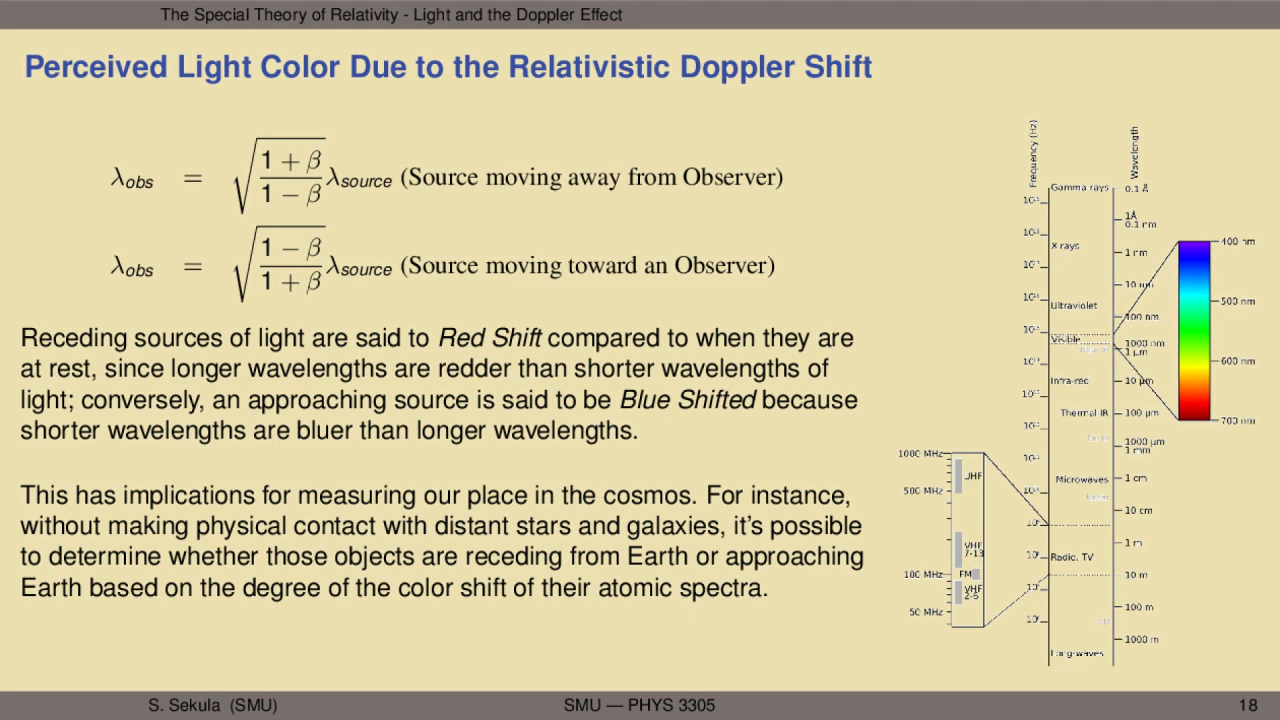 The Special Theory of Relativity - Light and the Doppler Effect
Perceived Light Color Due to the Relativistic Doppler Shift
λobs = √((1 + β)/(1 − β)) λsource (Source moving away from Observer)
λobs = √((1 − β)/(1 + β)) λsource (Source moving toward an Observer)
Receding sources of light are said to Red Shift compared to when they are
at rest, since longer wavelengths are redder than shorter wavelengths of
light; conversely, an approaching source is said to be Blue Shifted because
shorter wavelengths are bluer than longer wavelengths.
This has implications for measuring our place in the cosmos. For instance,
without making physical contact with distant stars and galaxies, it's possible
to determine whether those objects are receding from Earth or approaching
Earth based on the degree of the color shift of their atomic spectra.
Frequency (Hz)
Wavelength
Gamma rays
X rays
Ultraviolet
Visible
Infra-red
Thermal IR
Microwaves
Radio, TV
Long-waves
0.1 Å
1Å
0.1 nm
1 nm
10 nm
100 nm
1000 nm
1 µm
10 µm
100 µm
1000 µm
1 mm
1 cm
10 cm
1 m
10 m
100 m
1000 m
400 nm
500 nm
600 nm
700 nm
1000 MHz
UHF
500 MHz
VHF
7-13
100 MHz
FM
VHF
2-6
50 MHz
S. Sekula (SMU)
SMU — PHYS 3305
18